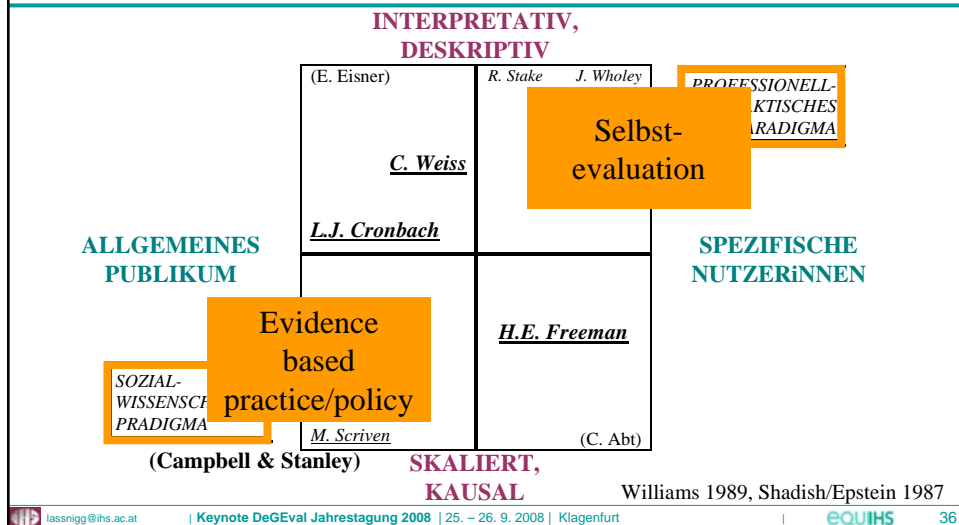 INTERPRETATIV,
DESKRIPTIV
(E. Eisner)
R. Stake J. Wholey
PROFESSIONELL-
KTISCHES
ARADIGMA
Selbst-
evaluation
C. Weiss
L.J. Cronbach
ALLGEMEINES
PUBLIKUM
SPEZIFISCHE
NUTZERiNNEN
Evidence
based
practice/policy
H.E. Freeman
SOZIAL-
WISSENSCH
PRADIGMA
M. Scriven
(C. Abt)
(Campbell & Stanley)
SKALIERT,
KAUSAL
Williams 1989, Shadish/Epstein 1987
lassnigg@ihs.ac.at | Keynote DeGEval Jahrestagung 2008 | 25. – 26. 9. 2008 | Klagenfurt | equIHS 36